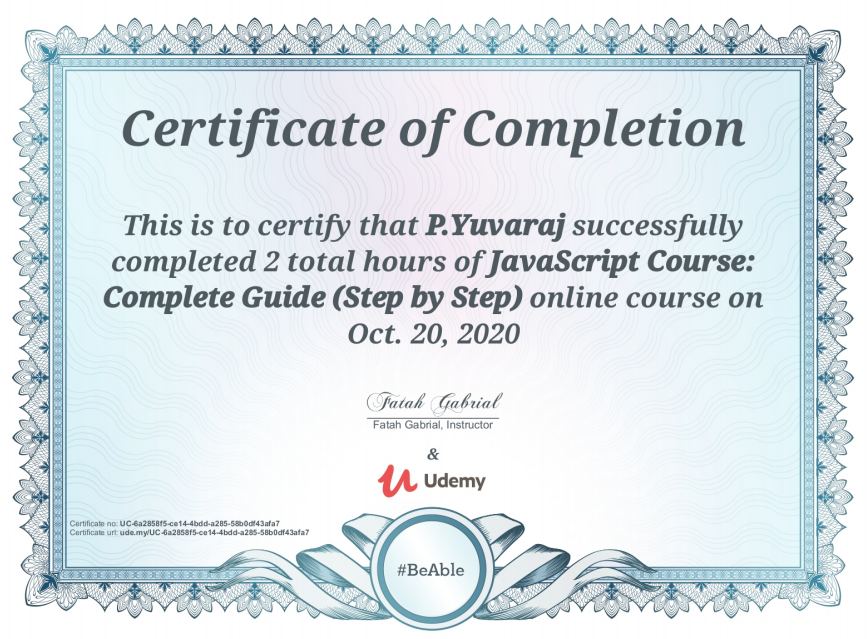 Certificate of Completion
This is to certify that P.Yuvaraj successfully
completed 2 total hours of JavaScript Course:
Complete Guide (Step by Step) online course on
Oct. 20, 2020
Fatah Gabrial
Fatah Gabrial, Instructor
&
Udemy
Certificate no: UC-6a2858f5-ce14-4bdd-a285-58b0df43afa7
Certificate url: ude.my/UC-6a2858f5-ce14-4bdd-a285-58b0df43afa7
#BeAble